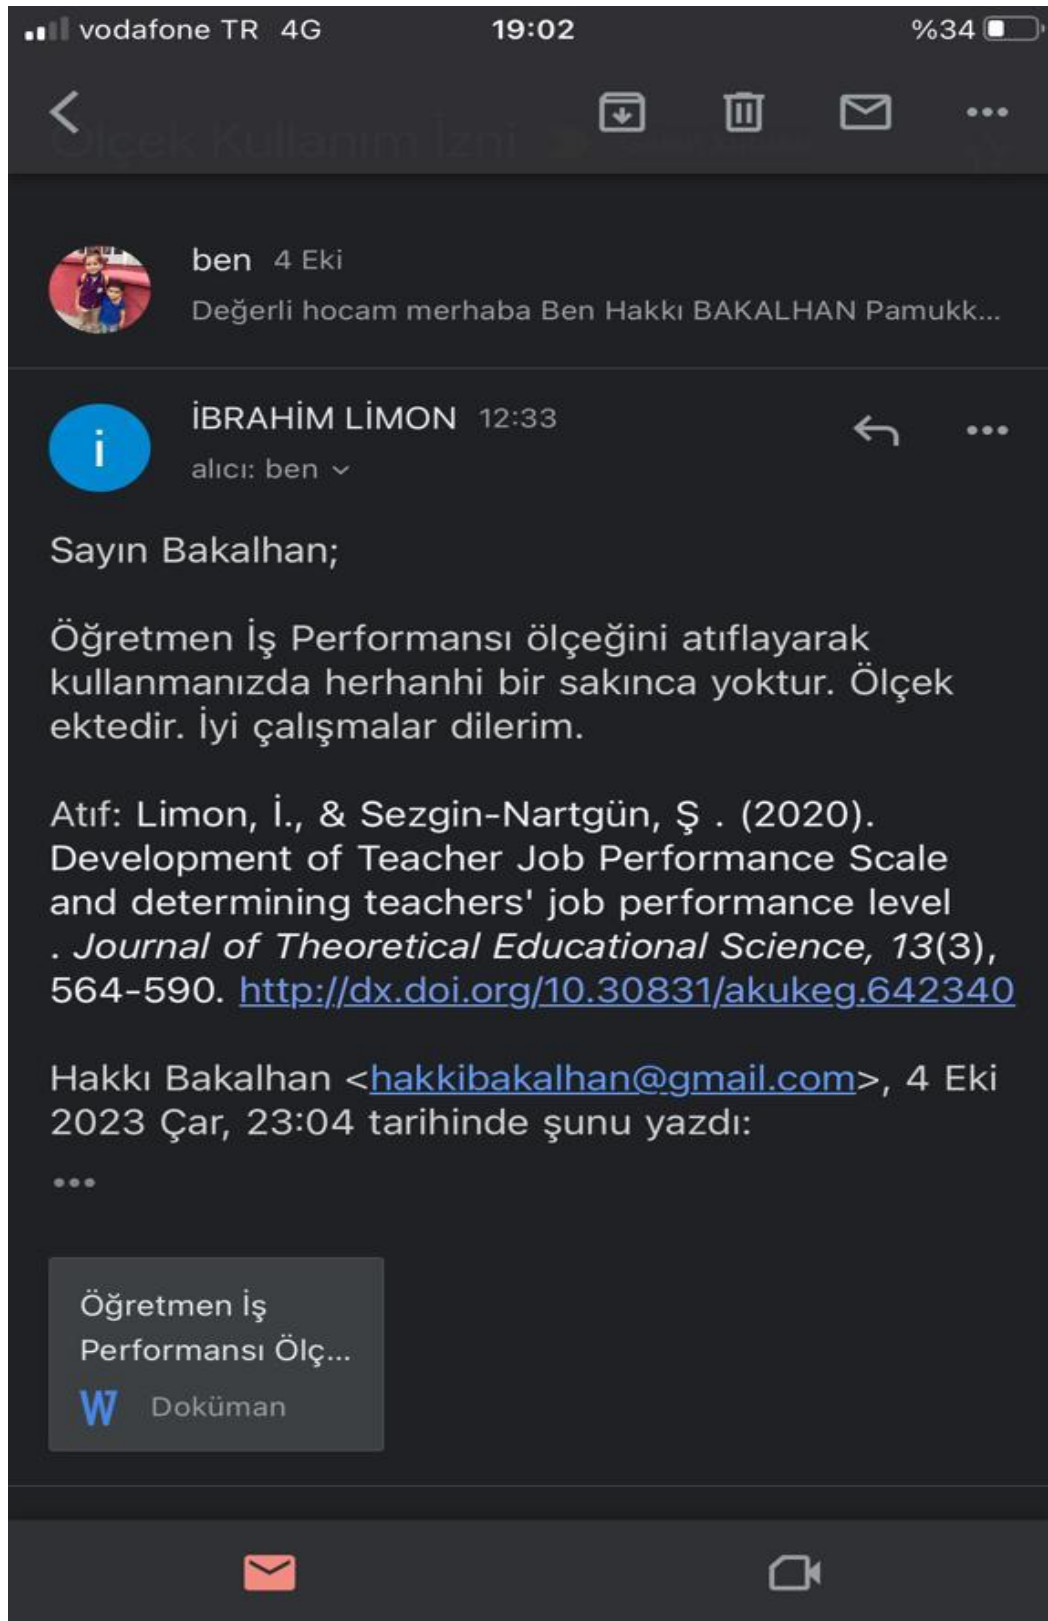 vodafone TR 4G 19:02 %34
Ölçek Kullanım İzni
ben 4 Eki
Değerli hocam merhaba Ben Hakkı BAKALHAN Pamukk...
i
İBRAHİM LİMON 12:33
alıcı: ben
Sayın Bakalhan;
Öğretmen İş Performansı ölçeğini atıflayarak
kullanmanızda herhanhi bir sakınca yoktur. Ölçek
ektedir. İyi çalışmalar dilerim.
Atıf: Limon, İ., & Sezgin-Nartgün, Ş . (2020).
Development of Teacher Job Performance Scale
and determining teachers' job performance level
. Journal of Theoretical Educational Science, 13(3),
564-590. http://dx.doi.org/10.30831/akukeg.642340
Hakkı Bakalhan <hakkibakalhan@gmail.com>, 4 Eki
2023 Çar, 23:04 tarihinde şunu yazdı:
Öğretmen İş
Performansı Ölç...
W Doküman